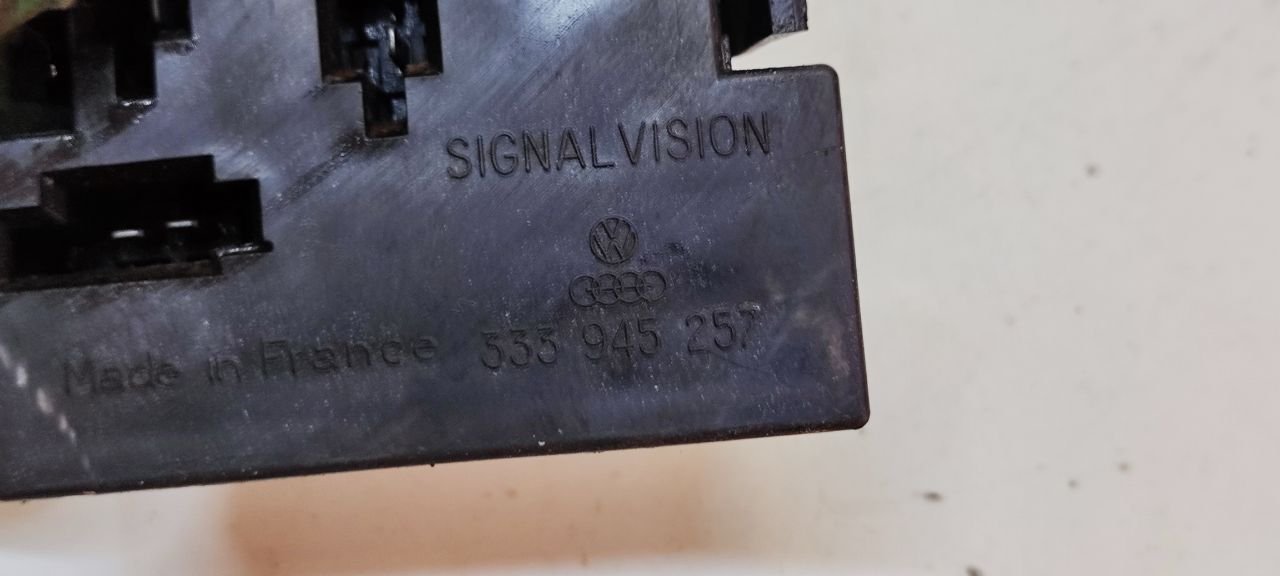 SIGNALVISION
Made in France 333 945 257